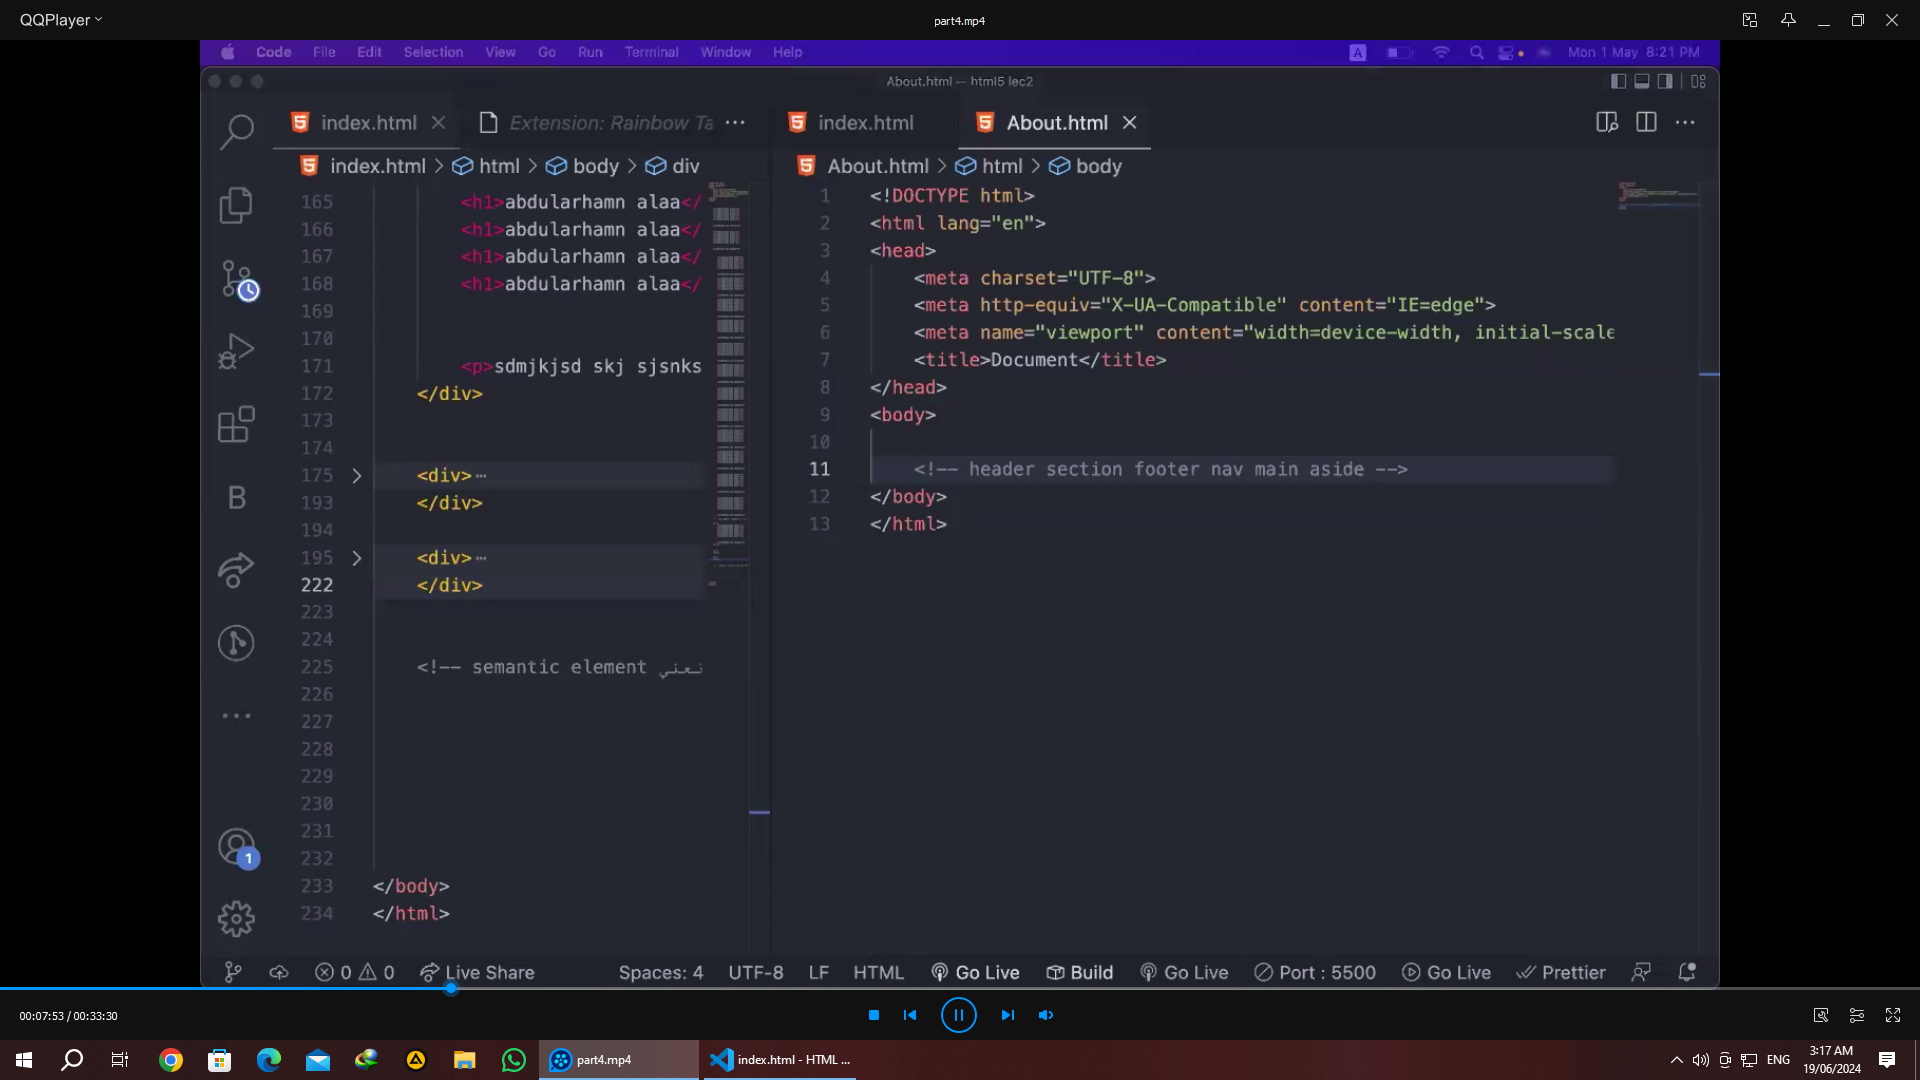 QQPlayer
part4.mp4
Code File Edit Selection View Go Run Terminal Window Help
A
Mon 1 May 8:21 PM
About.html — html5 lec2
index.html
Extension: Rainbow Ta
index.html
About.html
index.html > html > body > div
About.html > html > body
165 <h1>abdularhamn alaa</
166 <h1>abdularhamn alaa</
167 <h1>abdularhamn alaa</
168 <h1>abdularhamn alaa</
169
170
171 <p>sdmjkjsd skj sjsnks
172 </div>
173
174
175 <div>
193 </div>
194
195 <div>
222 </div>
223
224
225 <!-- semantic element تعني
226
227
228
229
230
231
232
233 </body>
234 </html>
1 <!DOCTYPE html>
2 <html lang="en">
3 <head>
4 <meta charset="UTF-8">
5 <meta http-equiv="X-UA-Compatible" content="IE=edge">
6 <meta name="viewport" content="width=device-width, initial-scale
7 <title>Document</title>
8 </head>
9 <body>
10
11 <!-- header section footer nav main aside -->
12 </body>
13 </html>
B
1
0 0 Live Share Spaces: 4 UTF-8 LF HTML Go Live Build Go Live Port : 5500 Go Live Prettier
00:07:53 / 00:33:30
part4.mp4
index.html - HTML ...
ENG
3:17 AM
19/06/2024